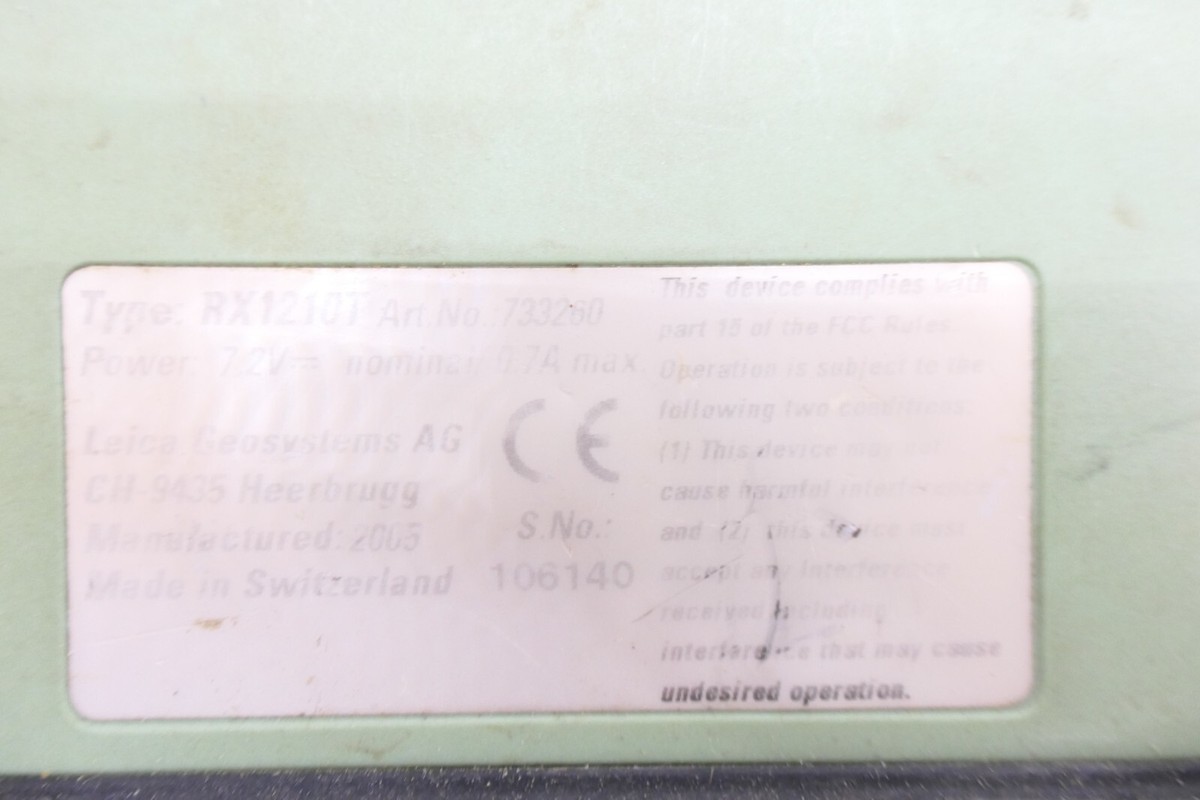 Type: RX1210T Art.No.:733260
Power: 7.2V nominal 0.7A max.
Leica Geosystems AG
CH-9435 Heerbrugg
Manufactured: 2005
Made in Switzerland
CE
S.No.:
106140
This device complies with
part 15 of the FCC Rules.
Operation is subject to the
following two conditions:
(1) This device may not
cause harmful interference
and (2) this device must
accept any interference
received including
interference that may cause
undesired operation.